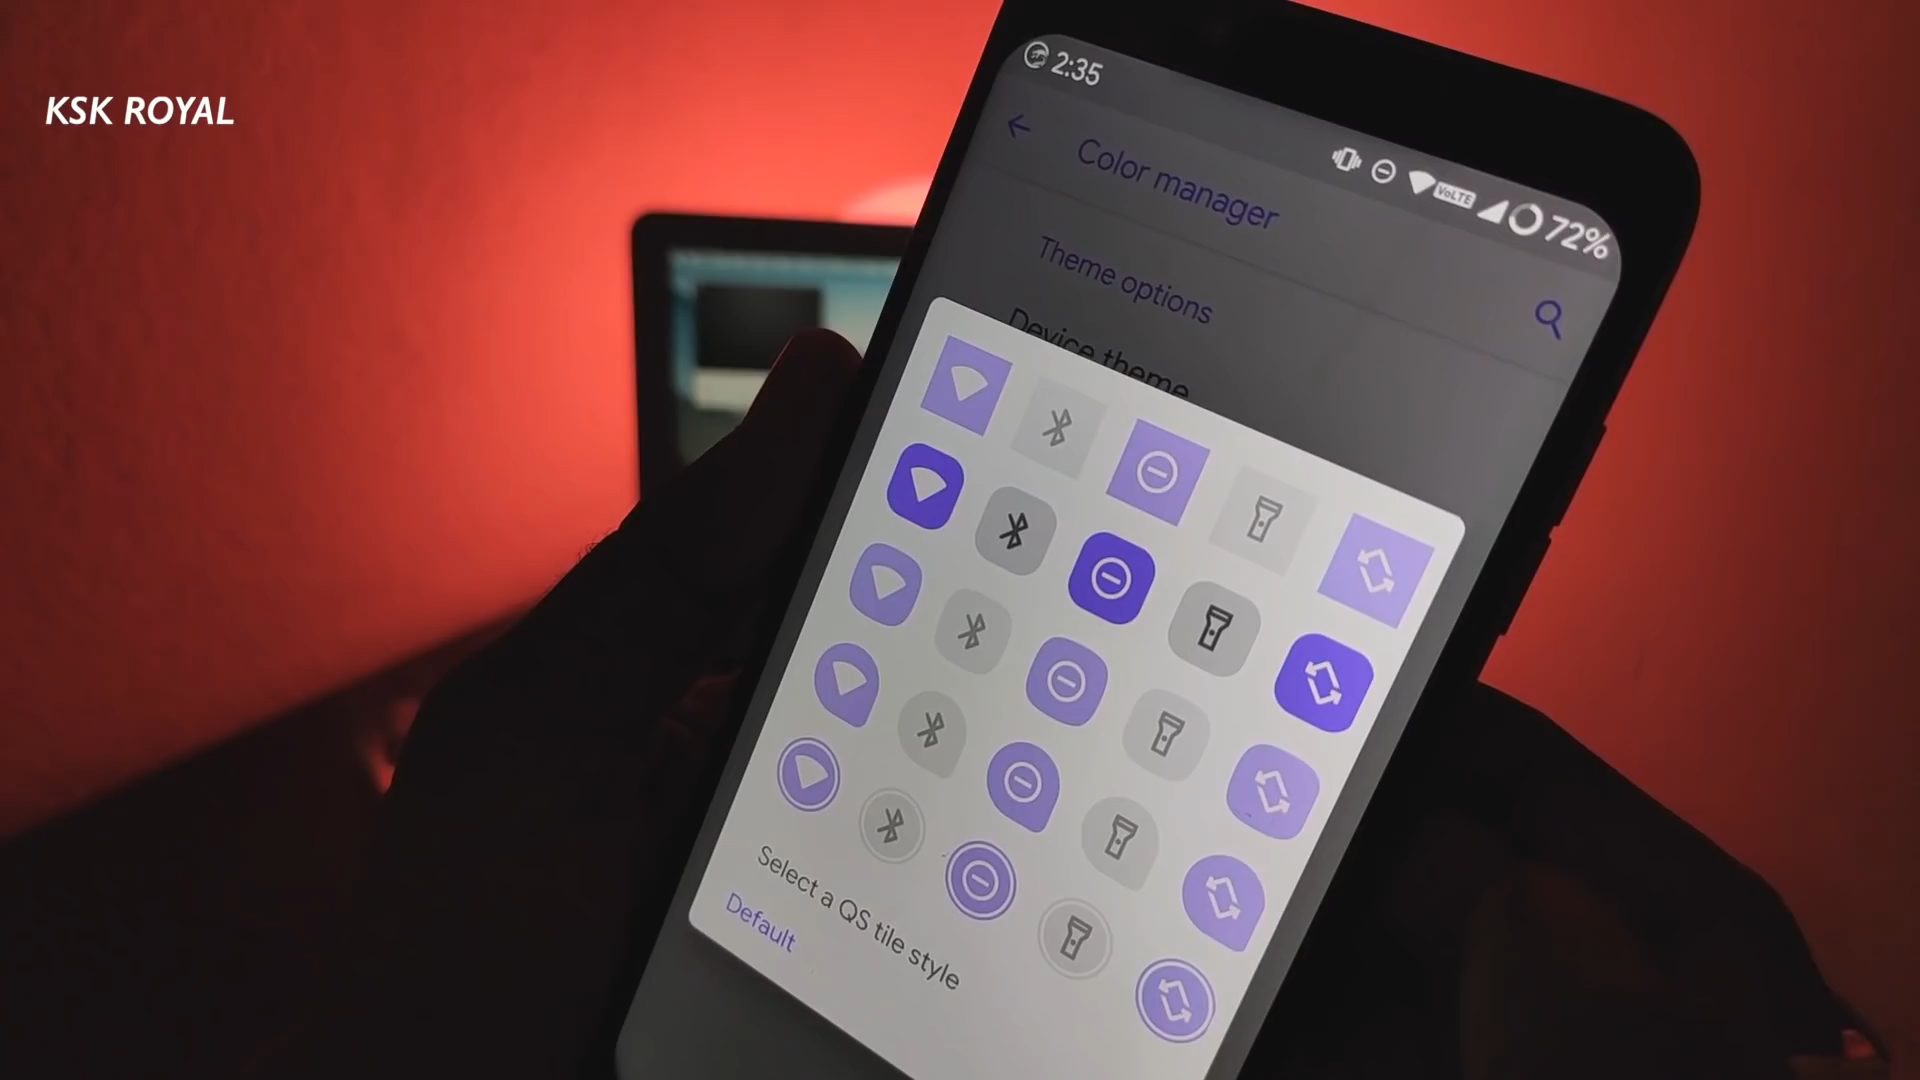 KSK ROYAL
2:35
VoLTE
72%
Color manager
Theme options
Device theme
Select a QS tile style
Default